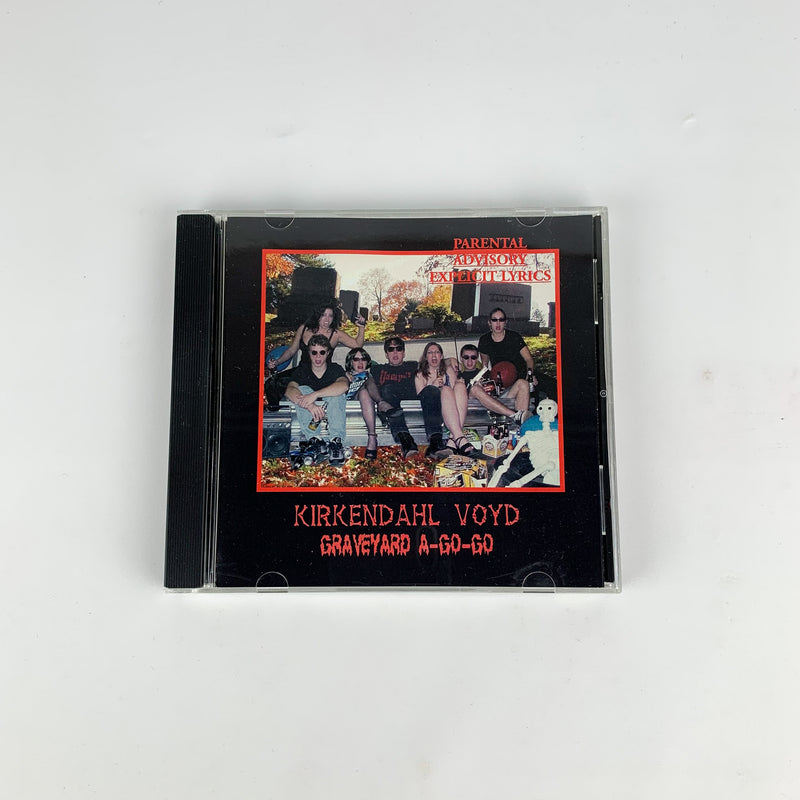 PARENTAL
ADVISORY
EXPLICIT LYRICS
KIRKENDAHL VOYD
GRAVEYARD A-GO-GO